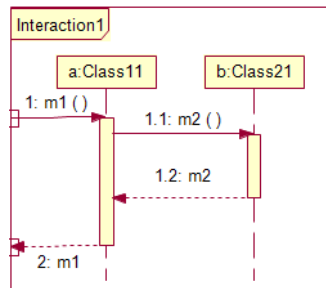 Interaction1
a:Class11
b:Class21
1: m1 ( )
1.1: m2 ( )
1.2: m2
2: m1